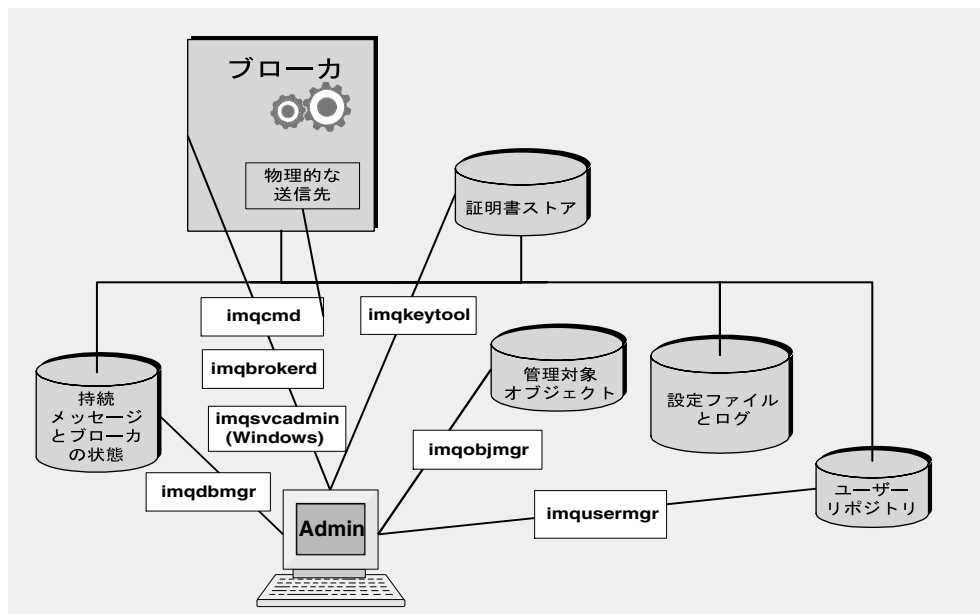 ブローカ
物理的な
送信先
証明書ストア
imqcmd
imqkeytool
imqbrokerd
管理対象
オブジェクト
持続
メッセージ
とブローカ
の状態
設定ファイル
とログ
imqsvcadmin
(Windows)
imqobjmgr
imqdbmgr
ユーザー
リポジトリ
imqusermgr
Admin